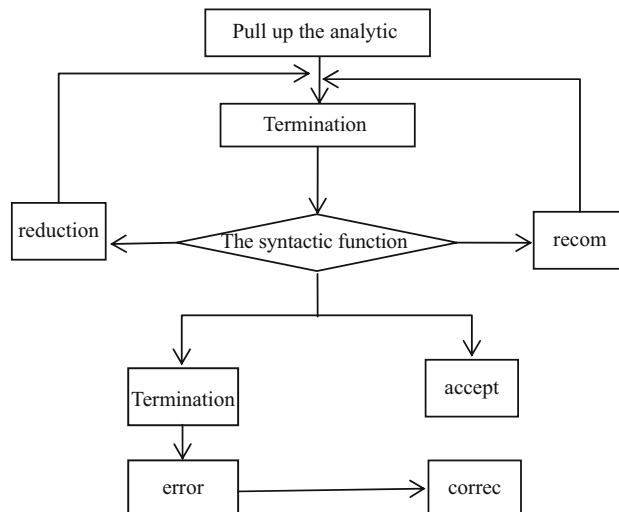 Pull up the analytic
Termination
reduction
The syntactic function
recom
Termination
accept
error
correc